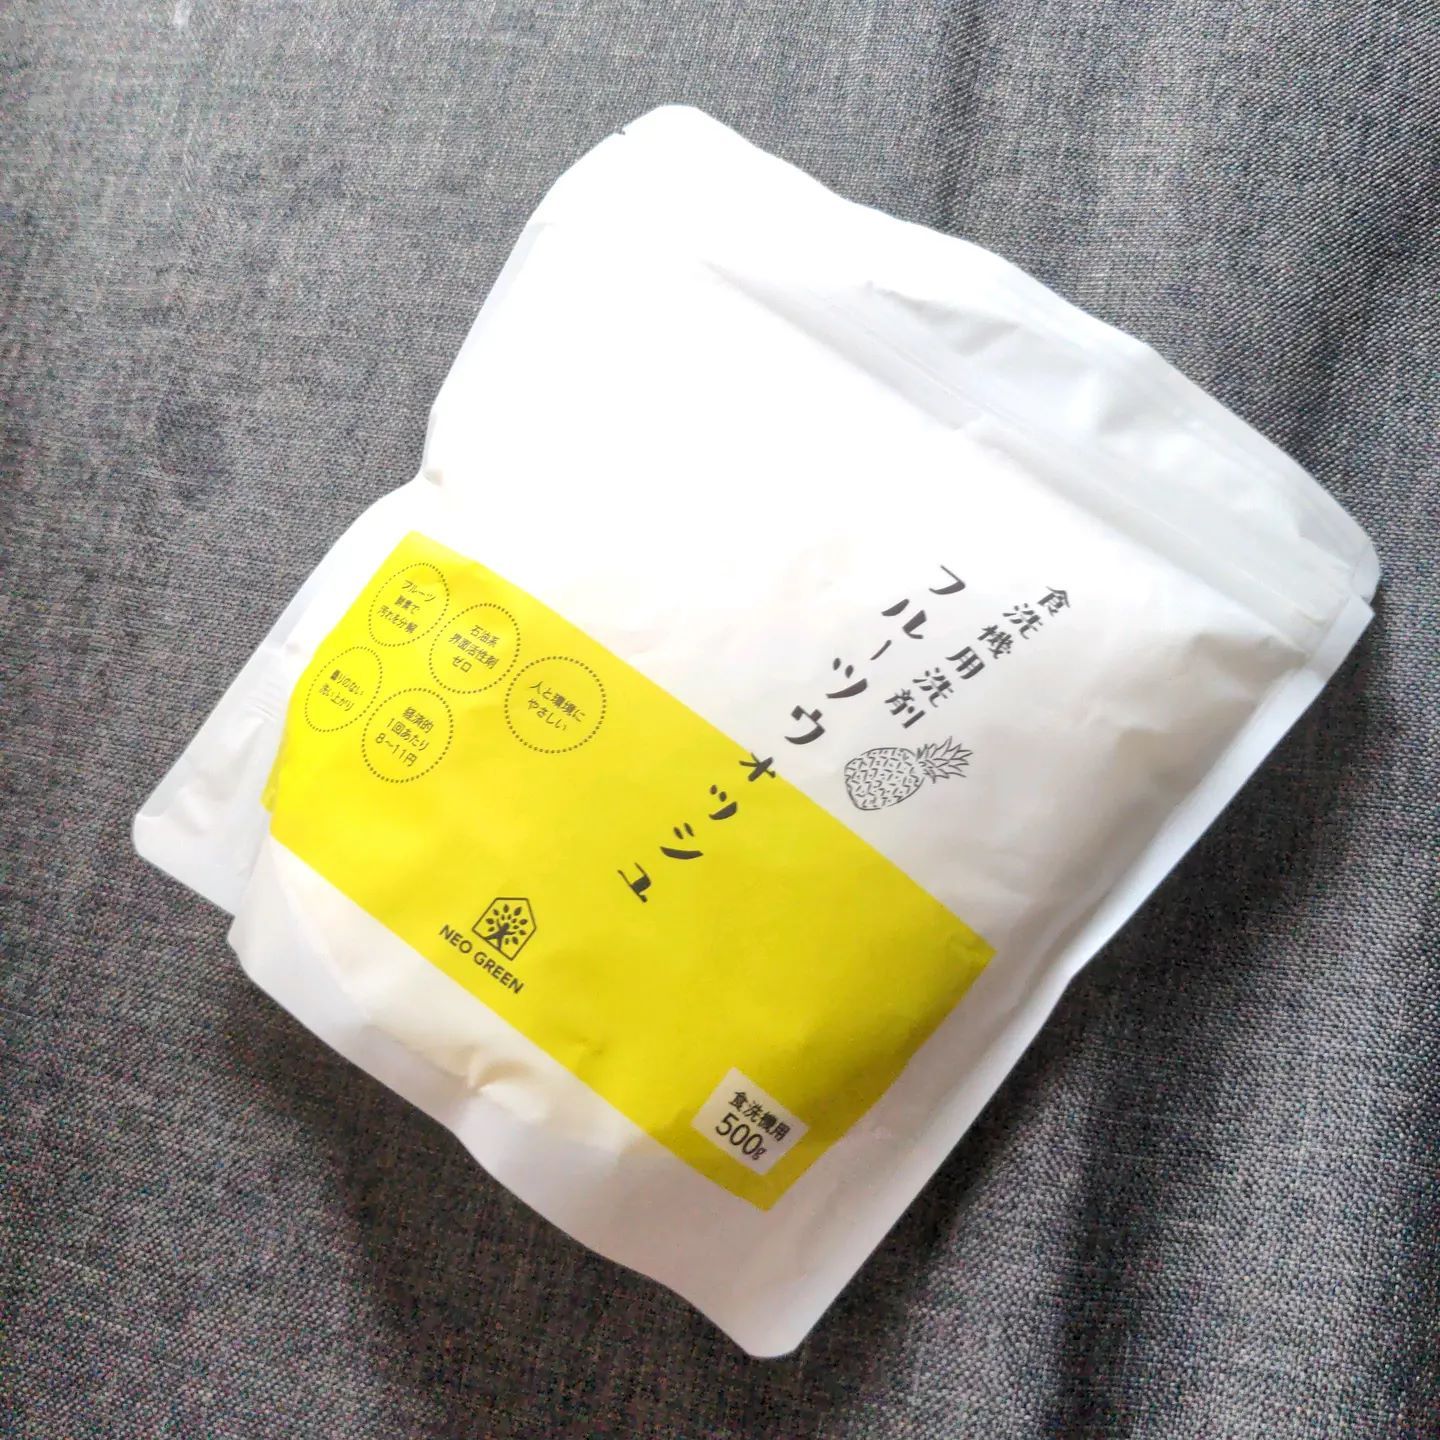 食洗機用洗剤
フルーツウォッシュ
フルーツ
酵素で
汚れを分解
石油系
界面活性剤
ゼロ
人と環境に
やさしい
曇りのない
洗い上がり
経済的
1回あたり
8〜11円
NEO GREEN
食洗機用
500g